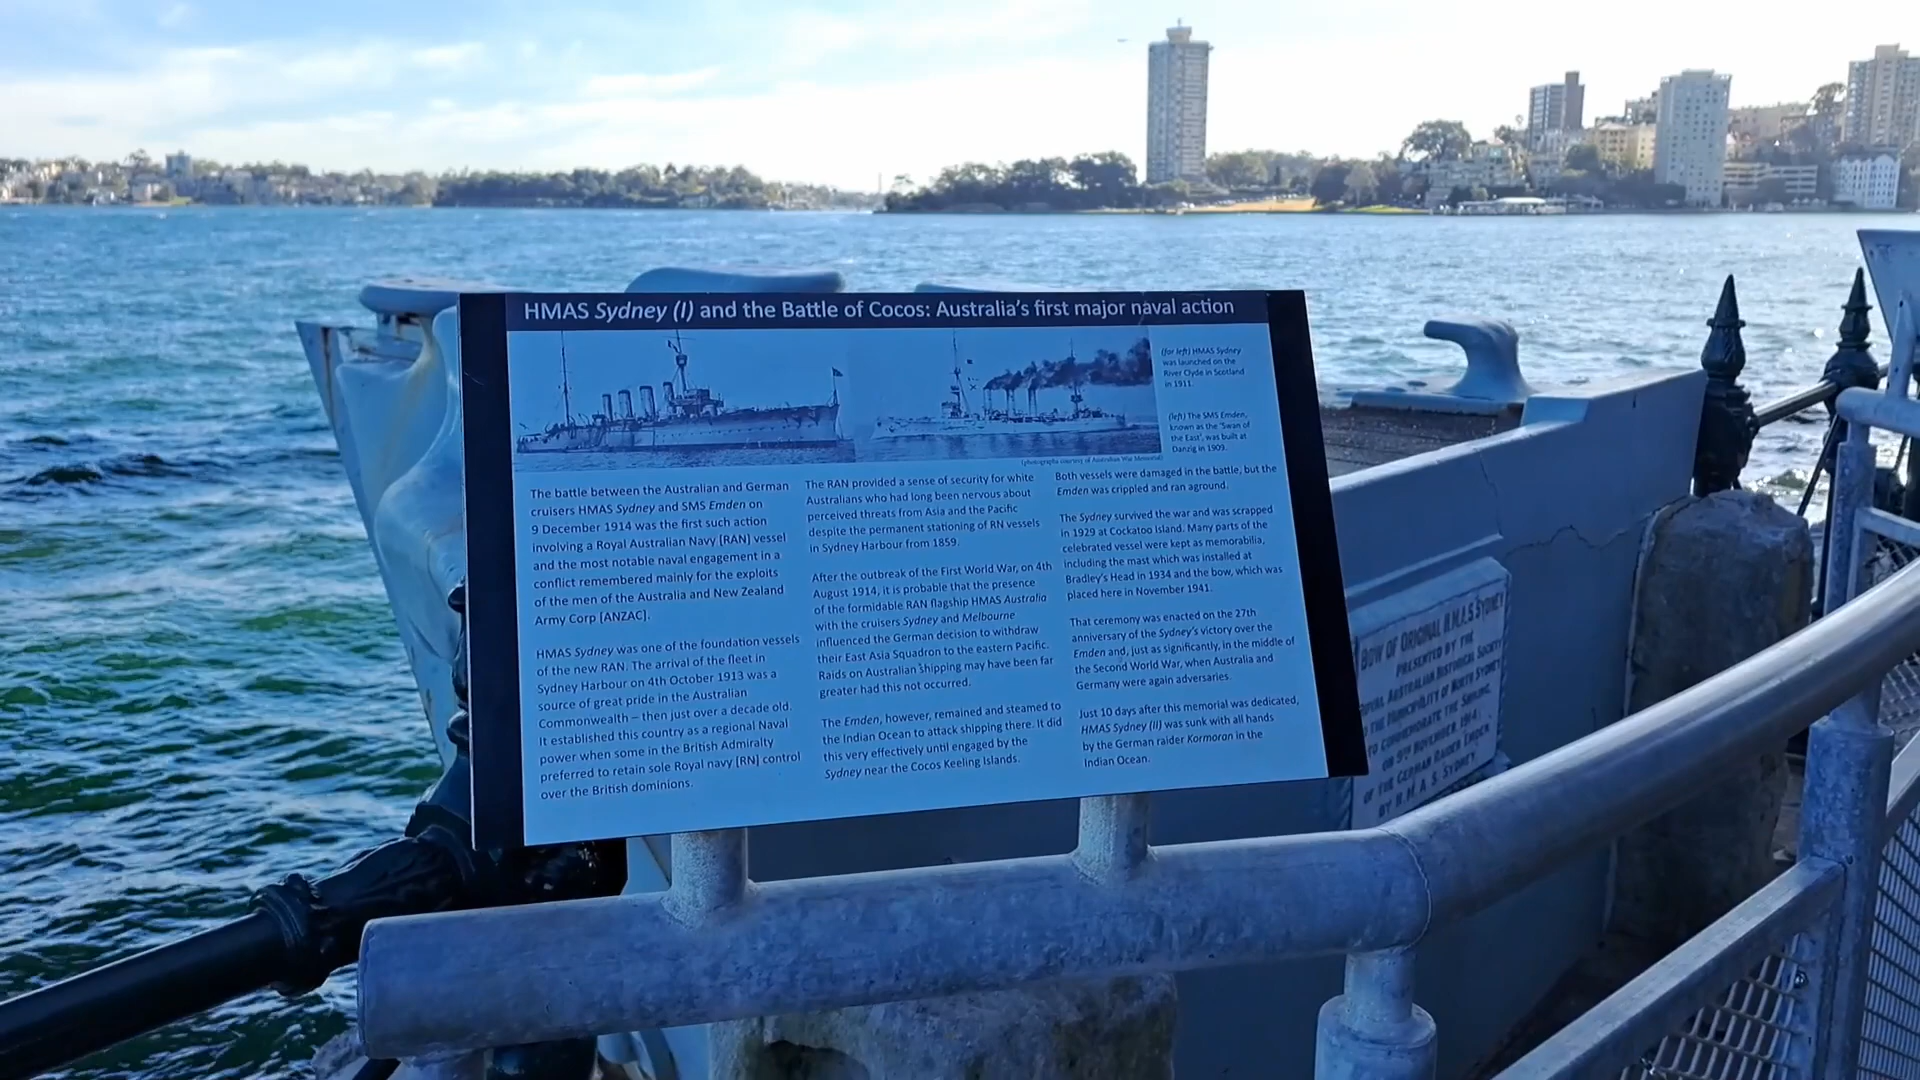 HMAS Sydney (I) and the Battle of Cocos: Australia's first major naval action
(far left) HMAS Sydney
was launched on the
River Clyde in Scotland
in 1911.
(left) The SMS Emden,
known as the 'Swan of
the East', was built at
Danzig in 1909.
(photographs courtesy of Australian War Memorial)
The battle between the Australian and German
cruisers HMAS Sydney and SMS Emden on
9 December 1914 was the first such action
involving a Royal Australian Navy [RAN] vessel
and the most notable naval engagement in a
conflict remembered mainly for the exploits
of the men of the Australia and New Zealand
Army Corp [ANZAC].
HMAS Sydney was one of the foundation vessels
of the new RAN. The arrival of the fleet in
Sydney Harbour on 4th October 1913 was a
source of great pride in the Australian
Commonwealth – then just over a decade old.
It established this country as a regional Naval
power when some in the British Admiralty
preferred to retain sole Royal navy [RN] control
over the British dominions.
The RAN provided a sense of security for white
Australians who had long been nervous about
perceived threats from Asia and the Pacific
despite the permanent stationing of RN vessels
in Sydney Harbour from 1859.
After the outbreak of the First World War, on 4th
August 1914, it is probable that the presence
of the formidable RAN flagship HMAS Australia
with the cruisers Sydney and Melbourne
influenced the German decision to withdraw
their East Asia Squadron to the eastern Pacific.
Raids on Australian shipping may have been far
greater had this not occurred.
The Emden, however, remained and steamed to
the Indian Ocean to attack shipping there. It did
this very effectively until engaged by the
Sydney near the Cocos Keeling Islands.
Both vessels were damaged in the battle, but the
Emden was crippled and ran aground.
The Sydney survived the war and was scrapped
in 1929 at Cockatoo Island. Many parts of the
celebrated vessel were kept as memorabilia,
including the mast which was installed at
Bradley's Head in 1934 and the bow, which was
placed here in November 1941.
That ceremony was enacted on the 27th
anniversary of the Sydney's victory over the
Emden and, just as significantly, in the middle of
the Second World War, when Australia and
Germany were again adversaries.
Just 10 days after this memorial was dedicated,
HMAS Sydney (II) was sunk with all hands
by the German raider Kormoran in the
Indian Ocean.
BOW OF ORIGINAL H.M.A.S SYDNEY
PRESENTED BY THE
ROYAL AUSTRALIAN HISTORICAL SOCIETY
TO THE MUNICIPALITY OF NORTH SYDNEY
TO COMMEMORATE THE SINKING,
ON 9TH NOVEMBER 1914,
OF THE GERMAN RAIDER EMDEN,
BY H.M.A.S. SYDNEY